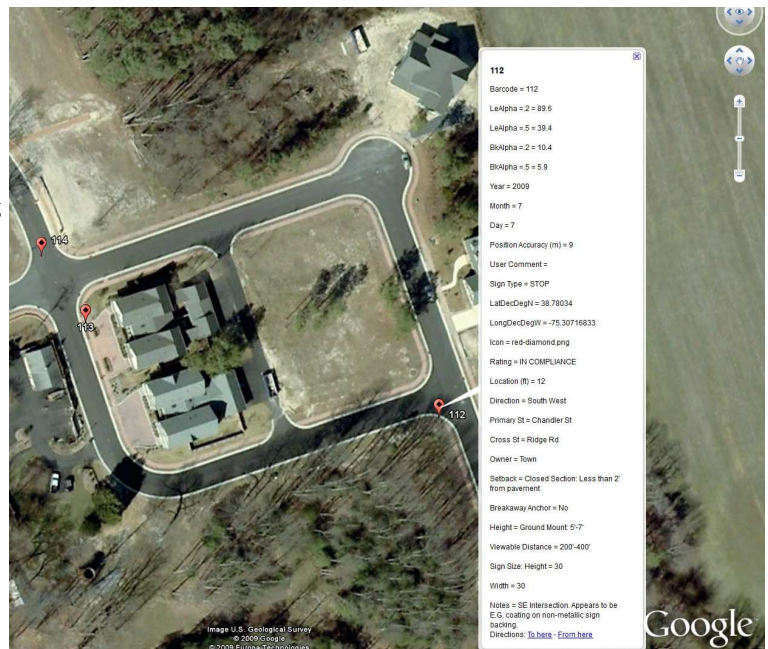 112
Barcode = 112
LeAlpha =.2 = 89.6
LeAlpha =.5 = 39.4
BkAlpha =.2 = 10.4
BkAlpha =.5 = 5.9
Year = 2009
Month = 7
Day = 7
Position Accuracy (m) = 9
User Comment =
Sign Type = STOP
LatDecDegN = 38.78034
LongDecDegW = -75.30716833
Icon = red-diamond.png
Rating = IN COMPLIANCE
Location (ft) = 12
Direction = South West
Primary St = Chandler St
Cross St = Ridge Rd
Owner = Town
Setback = Closed Section: Less than 2'
from pavement
Breakaway Anchor = No
Height = Ground Mount: 5'-7'
Viewable Distance = 200'-400'
Sign Size: Height = 30
Width = 30
Notes = SE Intersection. Appears to be
E.G. coating on non-metallic sign
backing.
Directions: To here - From here
114
113
112
Image U.S. Geological Survey
© 2009 Google
© 2009 Europa Technologies
Google